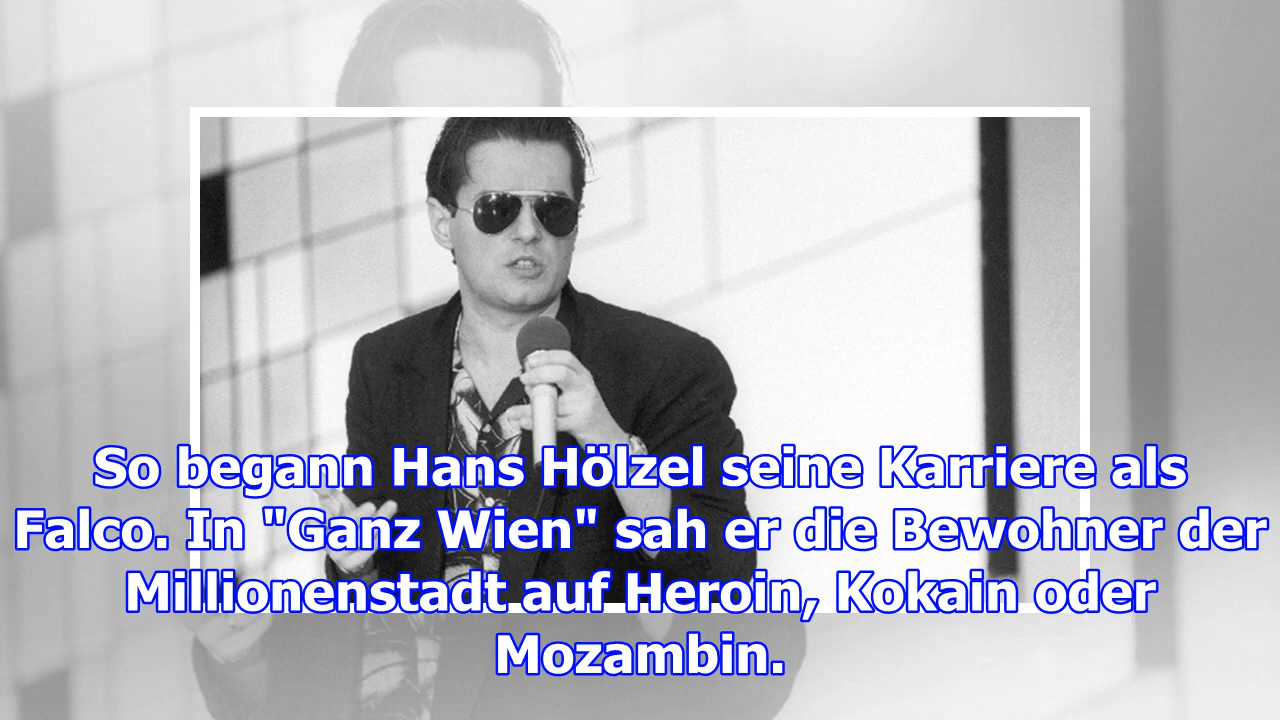 So begann Hans Hölzel seine Karriere als
Falco. In "Ganz Wien" sah er die Bewohner der
Millionenstadt auf Heroin, Kokain oder
Mozambin.